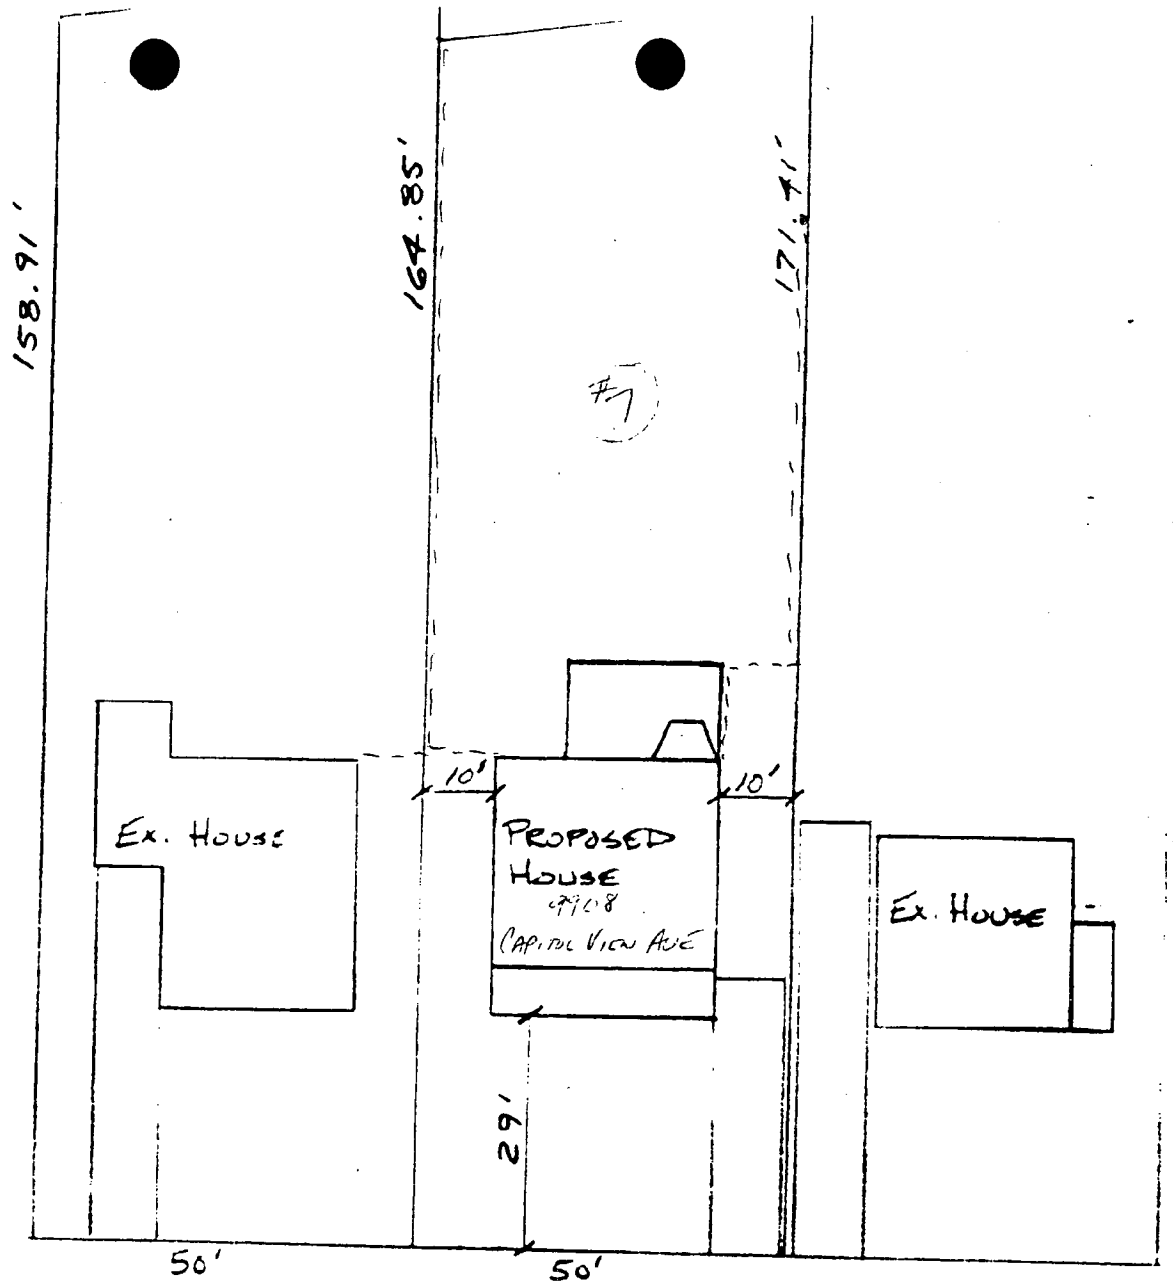 158.91'
164.85'
171.41'
#7
10'
10'
Ex. House
PROPOSED
HOUSE
9908
CAPITOL VIEW AVE
Ex. House
29'
50'
50'